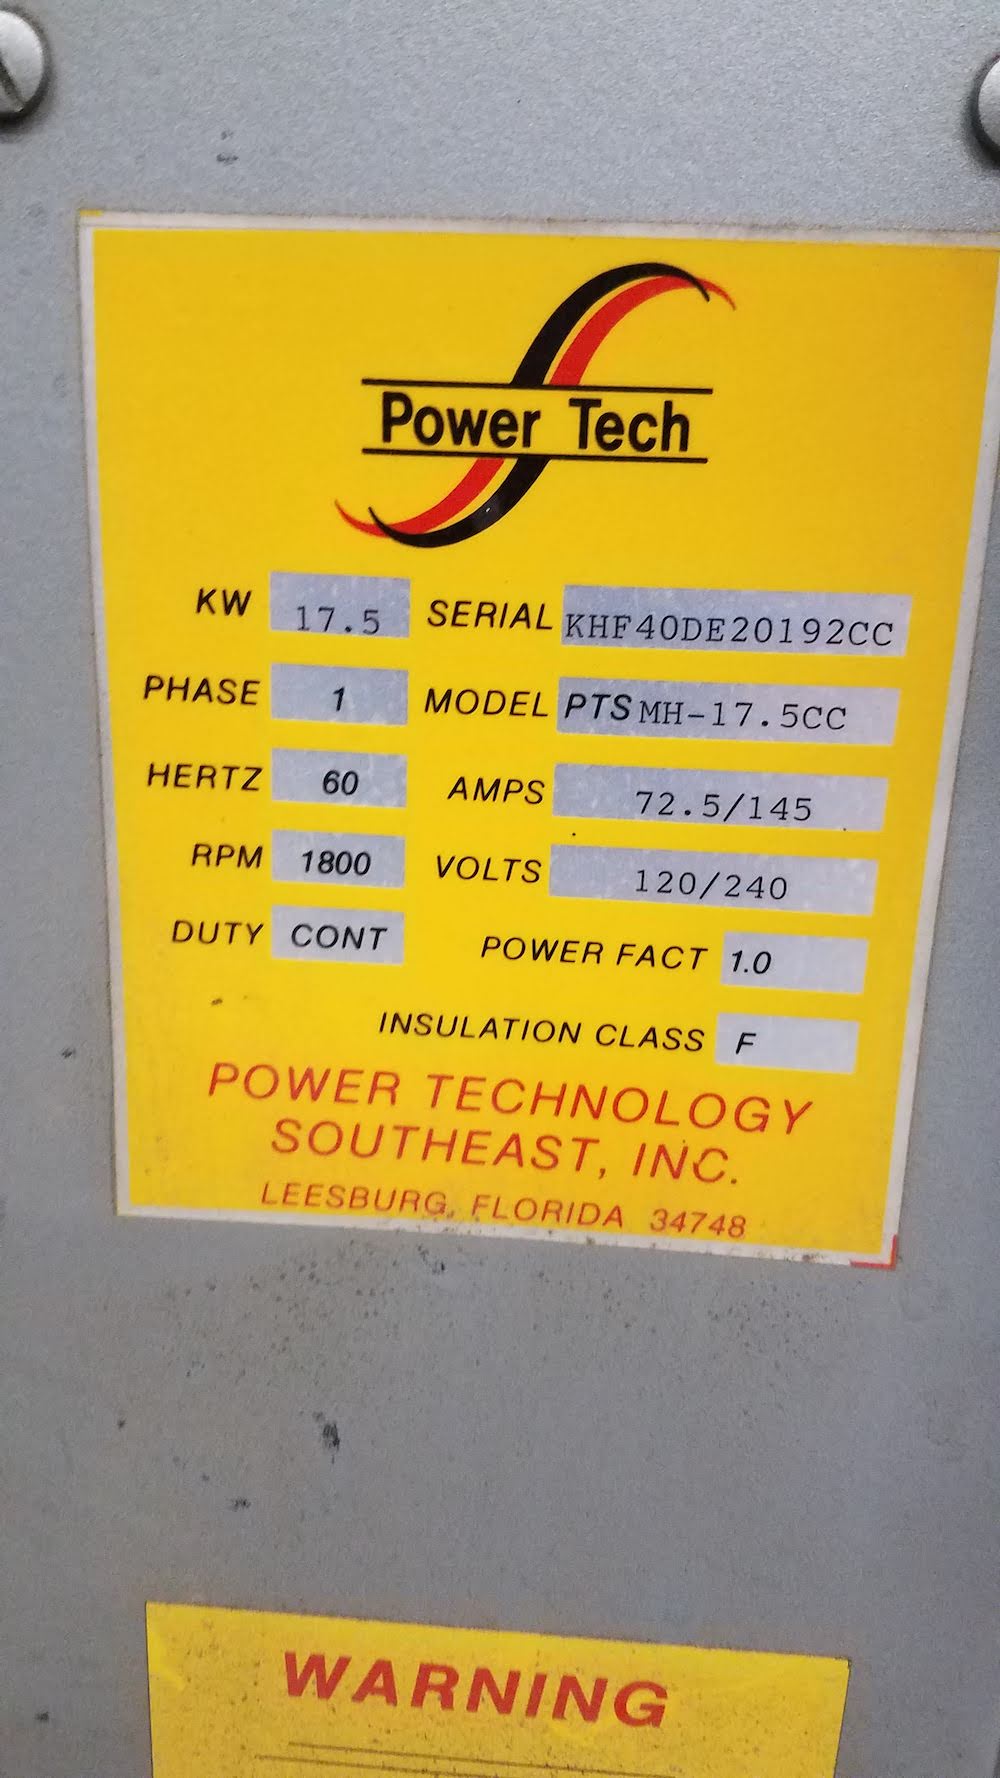 Power Tech
KW 17.5 SERIAL KHF40DE20192CC
PHASE 1 MODEL PTS MH-17.5CC
HERTZ 60 AMPS 72.5/145
RPM 1800 VOLTS 120/240
DUTY CONT POWER FACT 1.0
INSULATION CLASS F
POWER TECHNOLOGY
SOUTHEAST, INC.
LEESBURG, FLORIDA 34748
WARNING